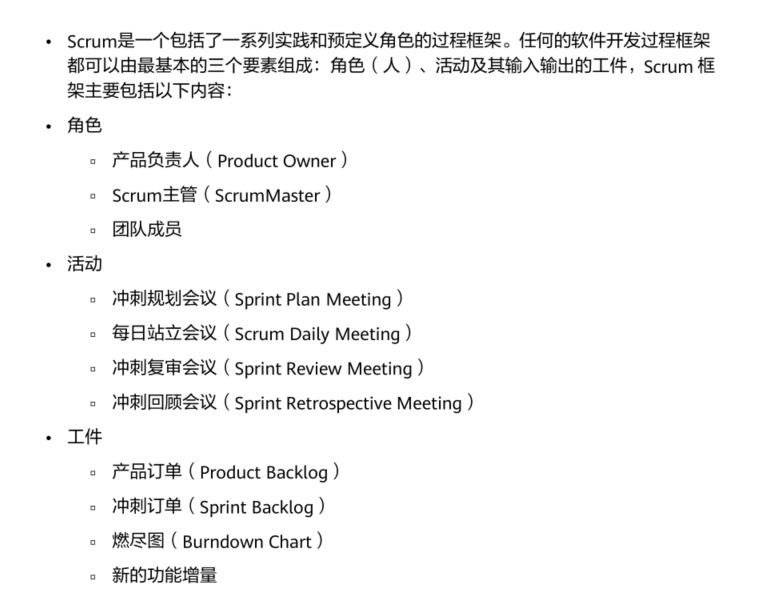 • Scrum是一个包括了一系列实践和预定义角色的过程框架。任何的软件开发过程框架
都可以由最基本的三个要素组成：角色（人）、活动及其输入输出的工件，Scrum 框
架主要包括以下内容：
• 角色
▫ 产品负责人（Product Owner）
▫ Scrum主管（ScrumMaster）
▫ 团队成员
• 活动
▫ 冲刺规划会议（Sprint Plan Meeting）
▫ 每日站立会议（Scrum Daily Meeting）
▫ 冲刺复审会议（Sprint Review Meeting）
▫ 冲刺回顾会议（Sprint Retrospective Meeting）
• 工件
▫ 产品订单（Product Backlog）
▫ 冲刺订单（Sprint Backlog）
▫ 燃尽图（Burndown Chart）
▫ 新的功能增量